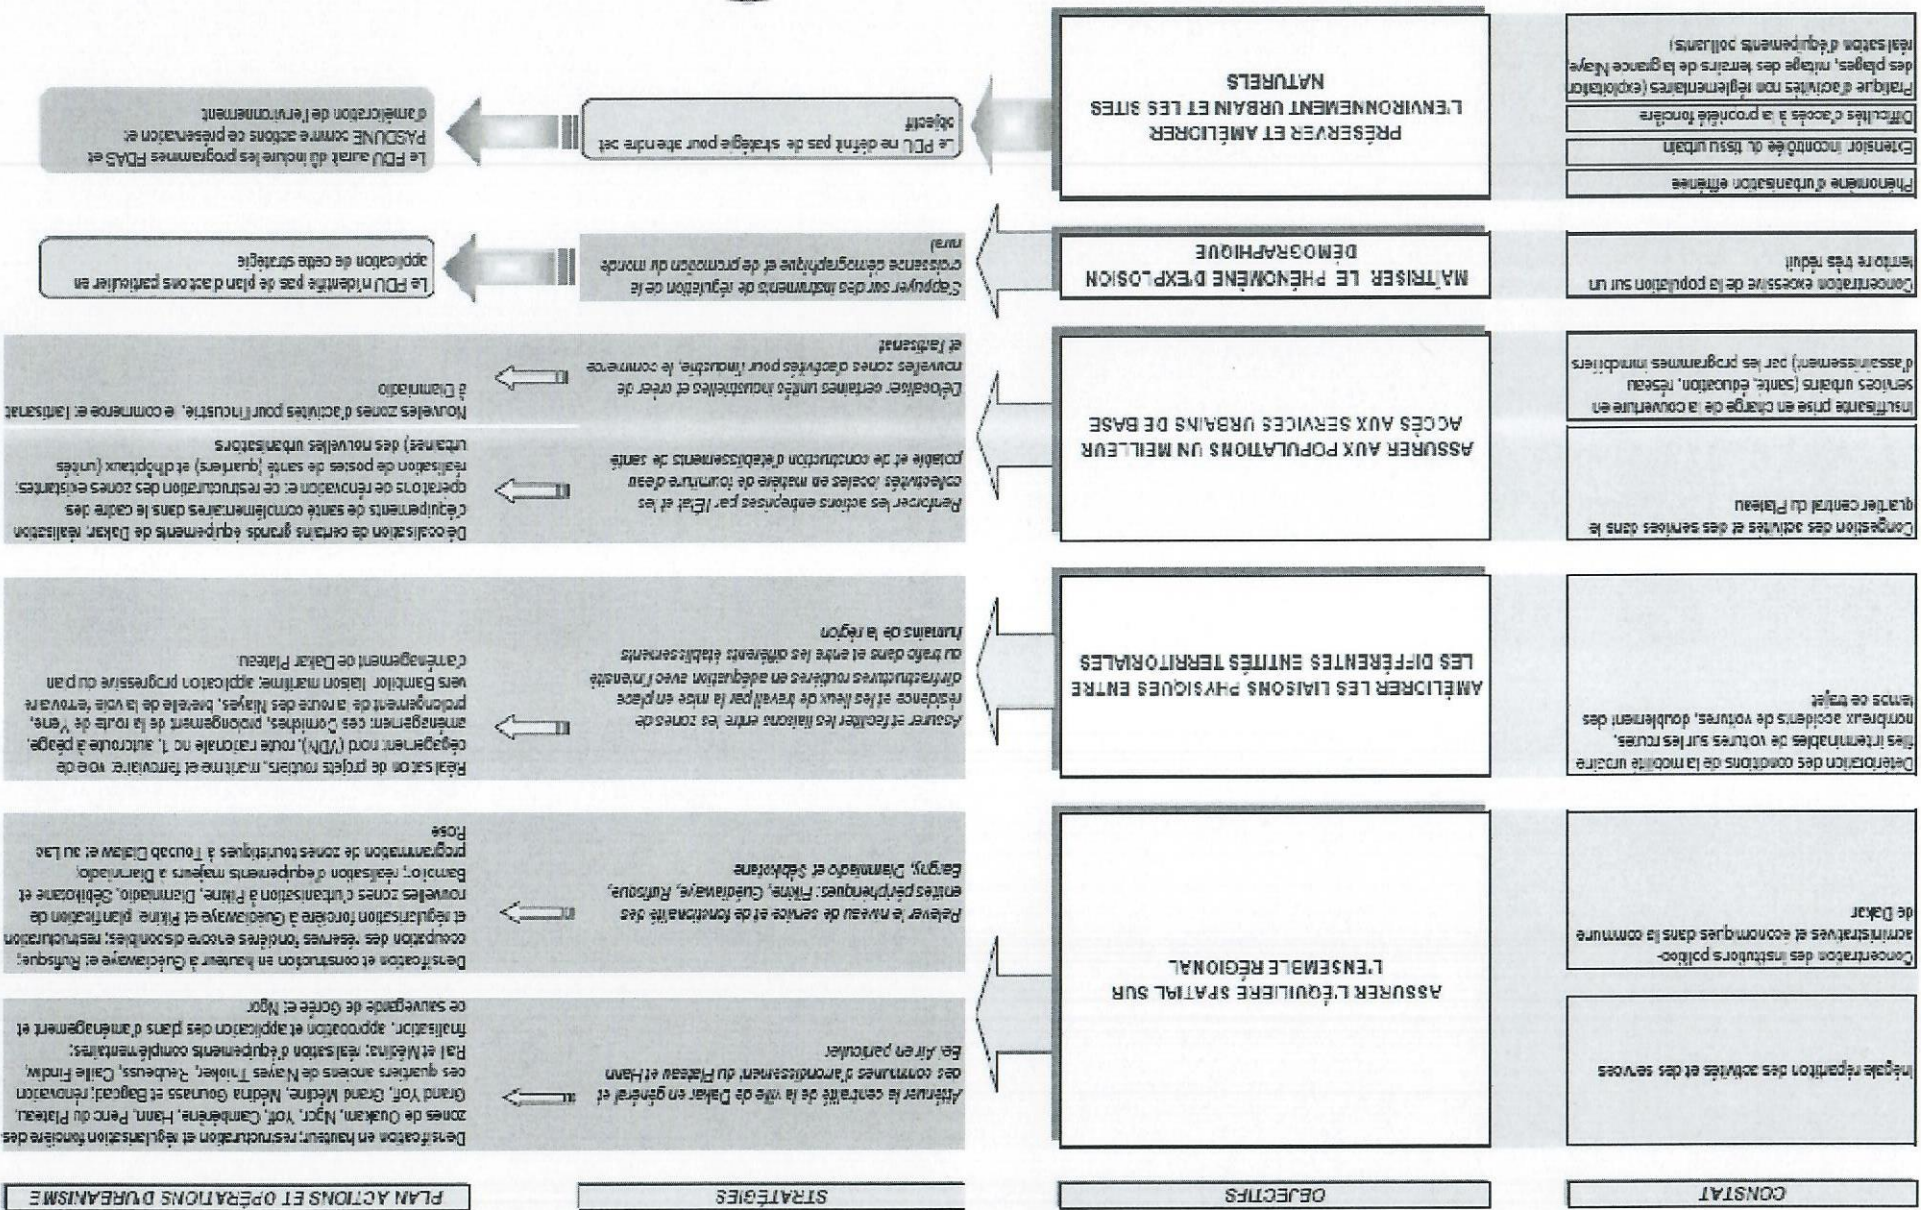 CONSTAT
OBJECTIFS
STRATÉGIES
PLAN ACTIONS ET OPÉRATIONS D'URBANISME
Inégale répartition des activités et des services
Concentration des institutions politico-
administratives et économiques dans la commune
de Dakar
ASSURER L'ÉQUILIBRE SPATIAL SUR
L'ENSEMBLE RÉGIONAL
Atténuer la centralité de la ville de Dakar en général et
des communes d'arrondissement du Plateau et Hann
Bel Air en particulier
Densification en hauteur; restructuration et régularisation foncière des
zones de Ouakam, Ngor, Yoff, Cambérène, Hann, Penc du Plateau,
Grand Yoff, Grand Médine, Médina Gounass et Bagdad; rénovation
des quartiers anciens de Niayes Thioker, Reubeuss, Caille Findiw,
Rail et Médina; réalisation d'équipements complémentaires;
finalisation, approbation et application des plans d'aménagement et
de sauvegarde de Gorée et Ngor
Relever le niveau de service et de fonctionalité des
entités périphériques: Pikine, Guédiawaye, Rufisque,
Bargny, Diamniadio et Sébikotane
Densification et construction en hauteur à Guédiawaye et Rufisque;
occupation des réserves foncières encore disponibles; restructuration
et régularisation foncière à Guédiawaye et Pikine; planification de
nouvelles zones d'urbanisation à Pikine, Diamniadio, Sébikotane et
Bambilor; réalisation d'équipements majeurs à Diamniadio;
programmation de zones touristiques à Toubab Dialaw et au Lac
Rose
Détérioration des conditions de la mobilité urbaine
files interminables de voitures sur les routes,
nombreux accidents de voitures, doublement des
temps de trajet
AMÉLIORER LES LIAISONS PHYSIQUES ENTRE
LES DIFFÉRENTES ENTITÉS TERRITORIALES
Assurer et faciliter les liaisons entre les zones de
résidence et les lieux de travail par la mise en place
d'infrastructures routières en adéquation avec l'intensité
du trafic dans et entre les différents établissements
humains de la région
Réalisation de projets routiers, maritime et ferroviaire: voie de
dégagement nord (VDN), route nationale no 1, autoroute à péage,
aménagement des Corniches, prolongement de la route de Yène,
prolongement de la route des Niayes, bretelle de la voie ferroviaire
vers Bambilor liaison maritime; application progressive du plan
d'aménagement de Dakar Plateau.
Congestion des activités et des services dans le
quartier central du Plateau
Insuffisante prise en charge de la couverture en
services urbains (santé, éducation, réseau
d'assainissement) par les programmes immobiliers
ASSURER AUX POPULATIONS UN MEILLEUR
ACCÈS AUX SERVICES URBAINS DE BASE
Renforcer les actions entreprises par l'État et les
collectivités locales en matière de fourniture d'eau
potable et de construction d'établissements de santé
Délocalisation de certains grands équipements de Dakar; réalisation
d'équipements de santé complémentaires dans le cadre des
opérations de rénovation et de restructuration des zones existantes;
réalisation de postes de santé (quartiers) et d'hôpitaux (unités
urbaines) des nouvelles urbanisations
Délocaliser certaines unités industrielles et créer de
nouvelles zones d'activités pour l'industrie, le commerce
et l'artisanat
Nouvelles zones d'activités pour l'industrie, le commerce et l'artisanat
à Diamniadio
Concentration excessive de la population sur un
territoire très réduit
MAÎTRISER LE PHÉNOMÈNE D'EXPLOSION
DÉMOGRAPHIQUE
S'appuyer sur des instruments de régulation de la
croissance démographique et de promotion du monde
rural
Le PDU n'identifie pas de plan d'actions particulier en
application de cette stratégie
Phénomène d'urbanisation effrénée
Extension incontrôlée du tissu urbain
Difficultés d'accès à la propriété foncière
Pratique d'activités non règlementaires (exploitation
des plages, mitage des terroirs de la grance Niaye,
réalisation d'équipements polluants)
PRÉSERVER ET AMÉLIORER
L'ENVIRONNEMENT URBAIN ET LES SITES
NATURELS
Le PDU ne définit pas de stratégie pour attendre cet
objectif
Le PDU aurait dû inclure les programmes PDAS et
PASDUNE comme actions de préservation et
d'amélioration de l'environnement